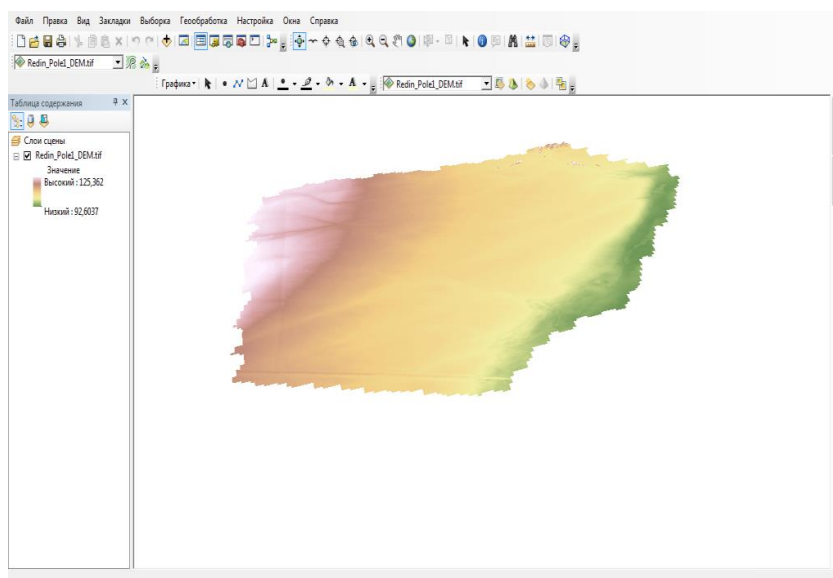 Файл Правка Вид Закладки Выборка Геообработка Настройка Окна Справка
Redin_Pole1_DEM.tif
Графика A A Redin_Pole1_DEM.tif
Таблица содержания
Слои сцены
Redin_Pole1_DEM.tif
Значение
Высокий : 125,362
Низкий : 92,6037